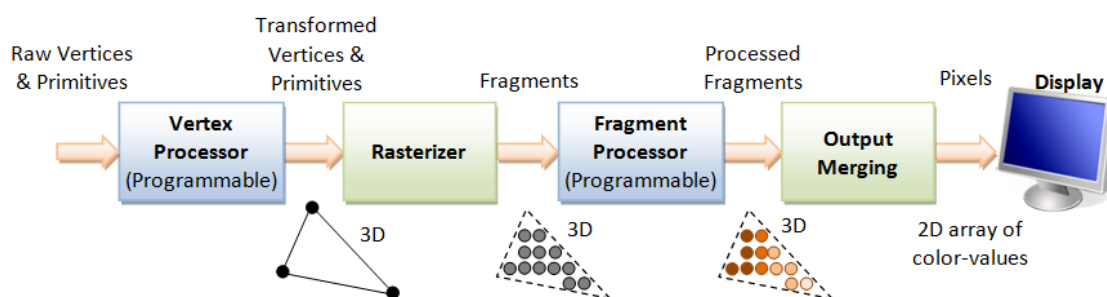 Raw Vertices
& Primitives
Transformed
Vertices &
Primitives
Fragments
Processed
Fragments
Pixels
Display
Vertex
Processor
(Programmable)
Rasterizer
Fragment
Processor
(Programmable)
Output
Merging
3D
3D
3D
2D array of
color-values